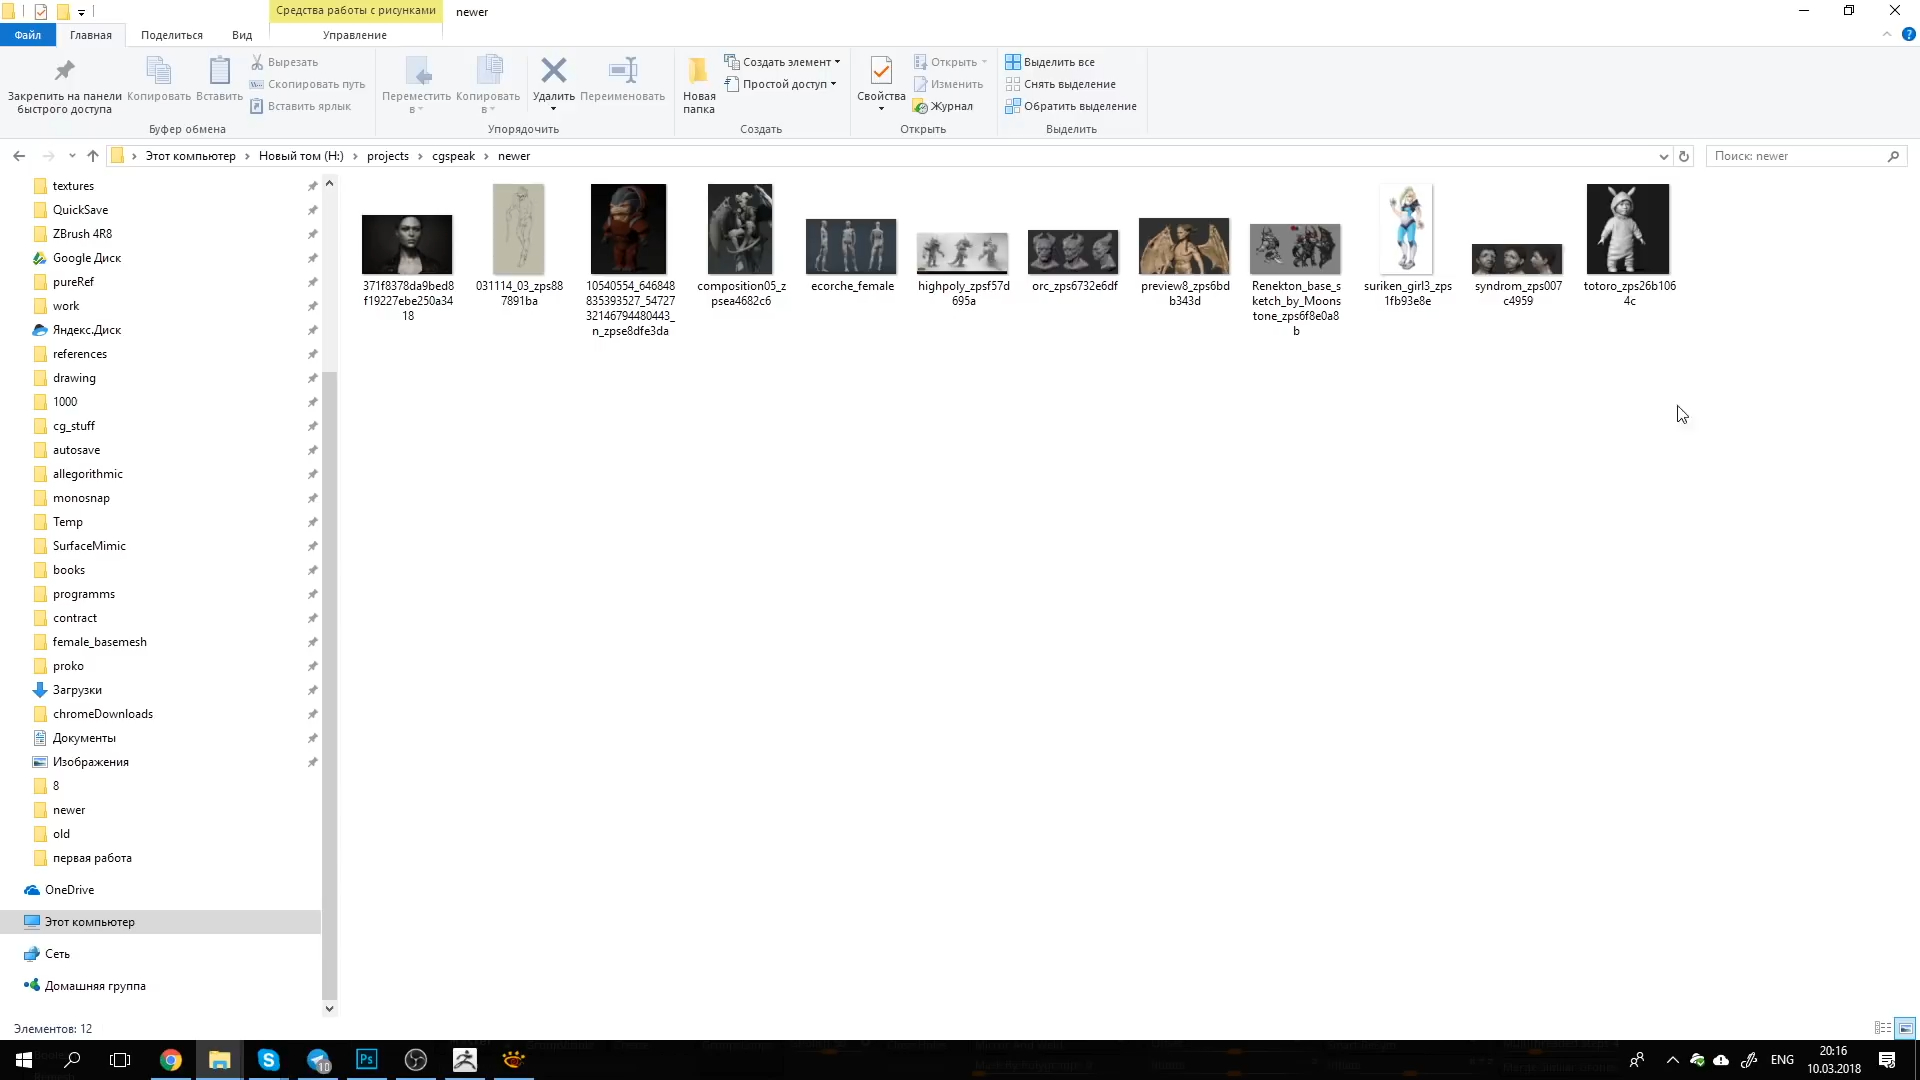 Средства работы с рисунками
newer
Файл
Главная
Поделиться
Вид
Управление
Закрепить на панели
быстрого доступа
Копировать
Вставить
Вырезать
Скопировать путь
Вставить ярлык
Буфер обмена
Переместить
в
Копировать
в
Удалить
Переименовать
Упорядочить
Новая
папка
Создать элемент
Простой доступ
Создать
Свойства
Открыть
Изменить
Журнал
Открыть
Выделить все
Снять выделение
Обратить выделение
Выделить
Этот компьютер
Новый том (H:)
projects
cgspeak
newer
Поиск: newer
textures
QuickSave
ZBrush 4R8
Google Диск
pureRef
work
Яндекс.Диск
references
drawing
1000
cg_stuff
autosave
allegorithmic
monosnap
Temp
SurfaceMimic
books
programms
contract
female_basemesh
proko
Загрузки
chromeDownloads
Документы
Изображения
8
newer
old
первая работа
OneDrive
Этот компьютер
Сеть
Домашняя группа
371f8378da9bed8
f19227ebe250a34
18
031114_03_zps88
7891ba
10540554_646848
835393527_54727
32146794480443_
n_zpse8dfe3da
composition05_z
psea4682c6
ecorche_female
highpoly_zpsf57d
695a
orc_zps6732e6df
preview8_zps6bd
b343d
Renekton_base_s
ketch_by_Moons
tone_zps6f8e0a8
b
suriken_girl3_zps
1fb93e8e
syndrom_zps007
c4959
totoro_zps26b106
4c
Элементов: 12
Ps
10
ENG
20:16
10.03.2018